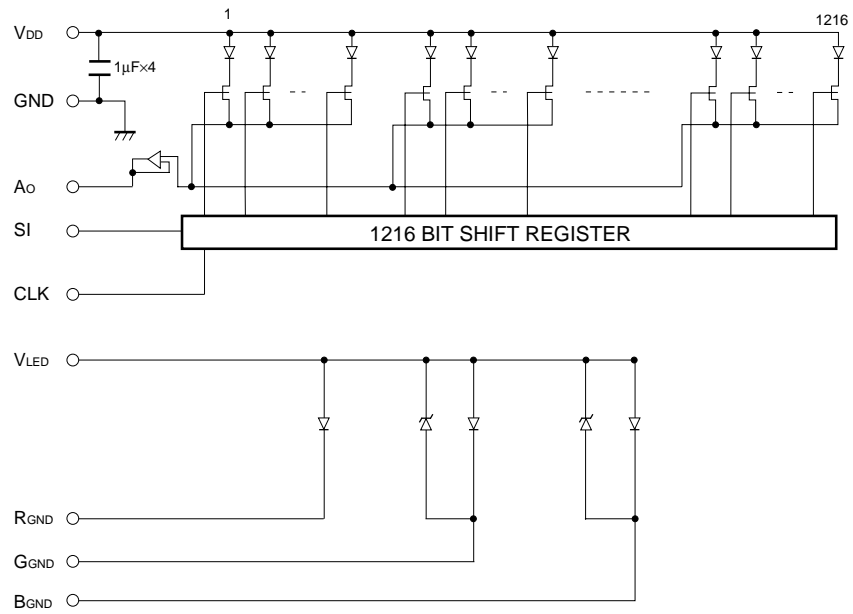 1
1216
VDD
1μF×4
GND
AO
SI
1216 BIT SHIFT REGISTER
CLK
VLED
RGND
GGND
BGND